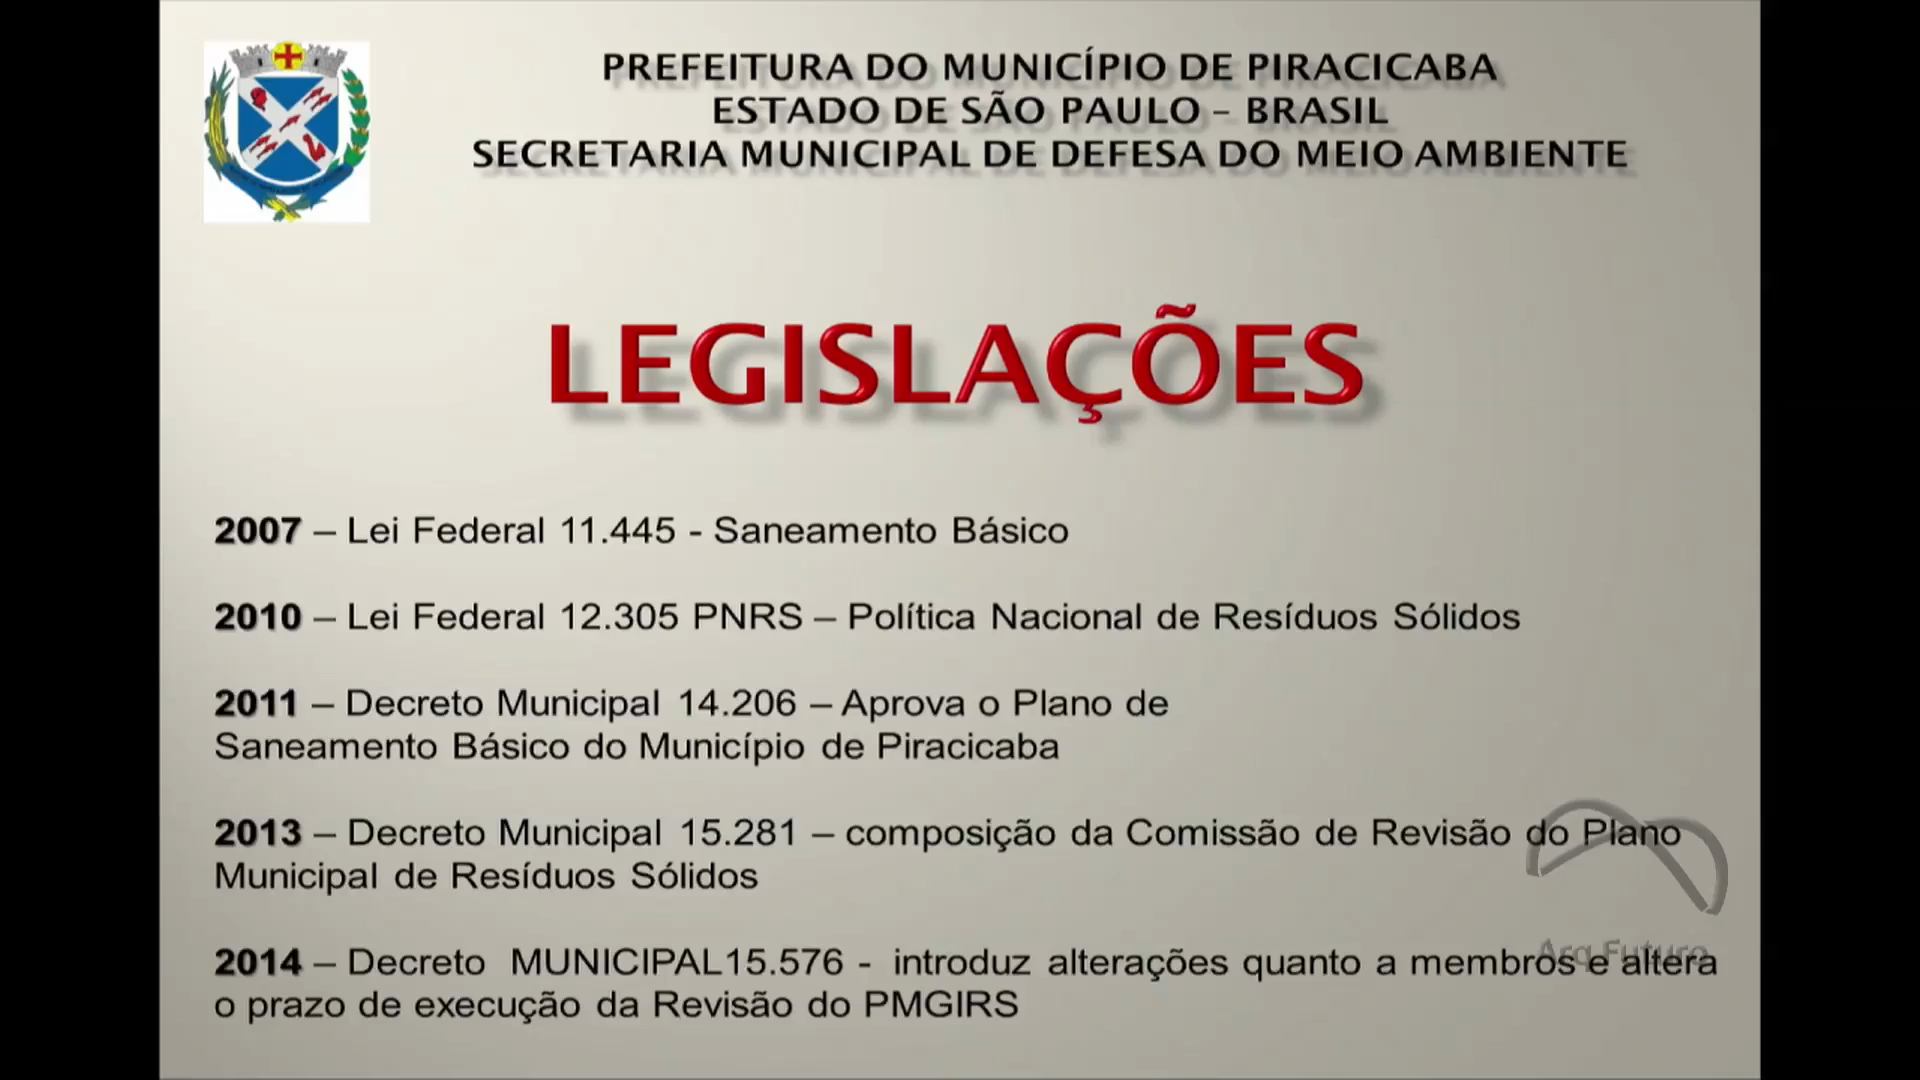 PREFEITURA DO MUNICÍPIO DE PIRACICABA
ESTADO DE SÃO PAULO – BRASIL
SECRETARIA MUNICIPAL DE DEFESA DO MEIO AMBIENTE
LEGISLAÇÕES
2007 – Lei Federal 11.445 - Saneamento Básico
2010 – Lei Federal 12.305 PNRS – Política Nacional de Resíduos Sólidos
2011 – Decreto Municipal 14.206 – Aprova o Plano de
Saneamento Básico do Município de Piracicaba
2013 – Decreto Municipal 15.281 – composição da Comissão de Revisão do Plano
Municipal de Resíduos Sólidos
2014 – Decreto MUNICIPAL15.576 - introduz alterações quanto a membros e altera
o prazo de execução da Revisão do PMGIRS
Arq.Futuro